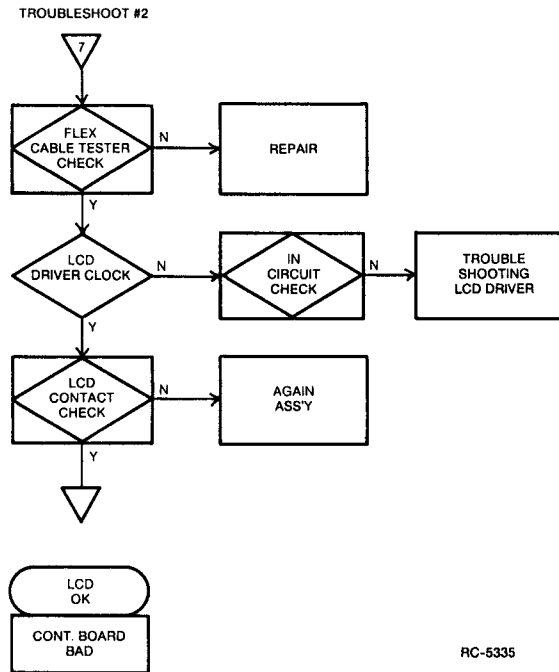 TROUBLESHOOT #2
7
FLEX
CABLE TESTER
CHECK
N
REPAIR
Y
LCD
DRIVER CLOCK
N
IN
CIRCUIT
CHECK
N
TROUBLE
SHOOTING
LCD DRIVER
Y
LCD
CONTACT
CHECK
N
AGAIN
ASS'Y
Y
LCD
OK
CONT. BOARD
BAD
RC-5335